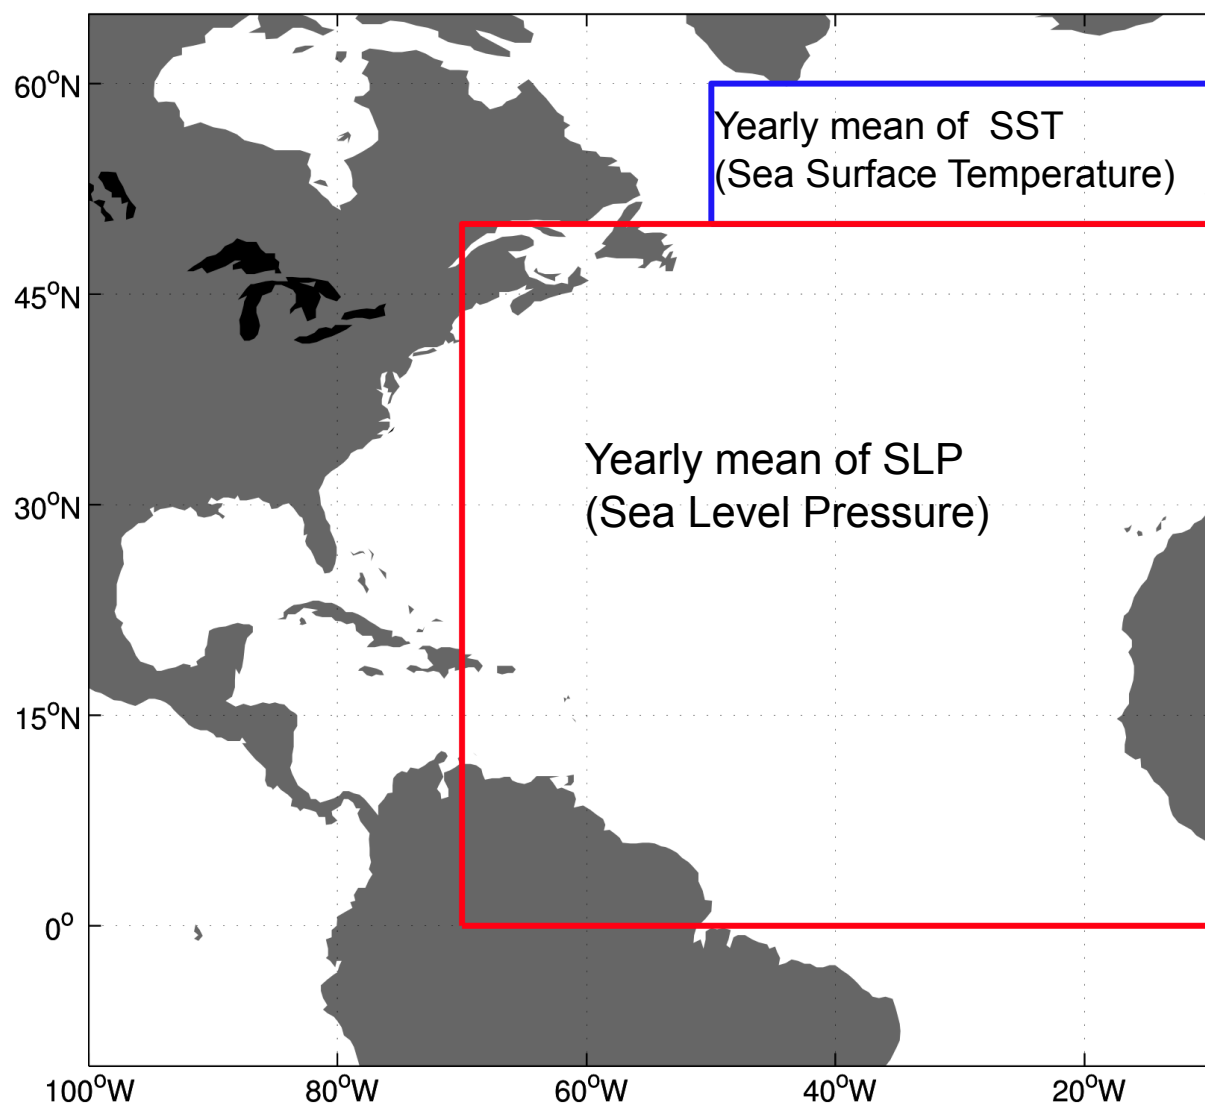 60°N
Yearly mean of  SST
(Sea Surface Temperature)
45°N
Yearly mean of SLP
(Sea Level Pressure)
30°N
15°N
0°
100°W 80°W 60°W 40°W 20°W